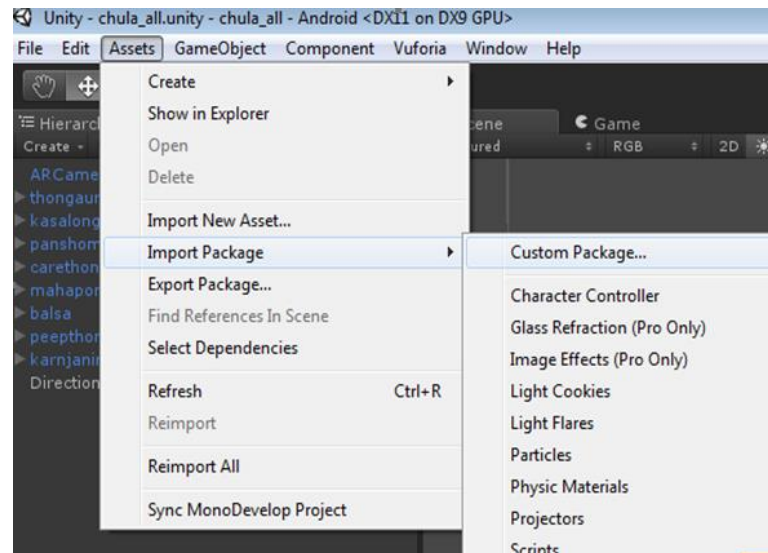 Unity - chula_all.unity - chula_all - Android <DX11 on DX9 GPU>
File Edit Assets GameObject Component Vuforia Window Help
Create
Show in Explorer
Open
Delete
Import New Asset...
Import Package
Export Package...
Find References In Scene
Select Dependencies
Refresh Ctrl+R
Reimport
Reimport All
Sync MonoDevelop Project
Custom Package...
Character Controller
Glass Refraction (Pro Only)
Image Effects (Pro Only)
Light Cookies
Light Flares
Particles
Physic Materials
Projectors
Scripts
Hierarc
Create
ARCame
thongaur
kasalong
panshom
carethon
mahapor
balsa
peepthor
karnjanir
Direction
cene Game
ured RGB 2D